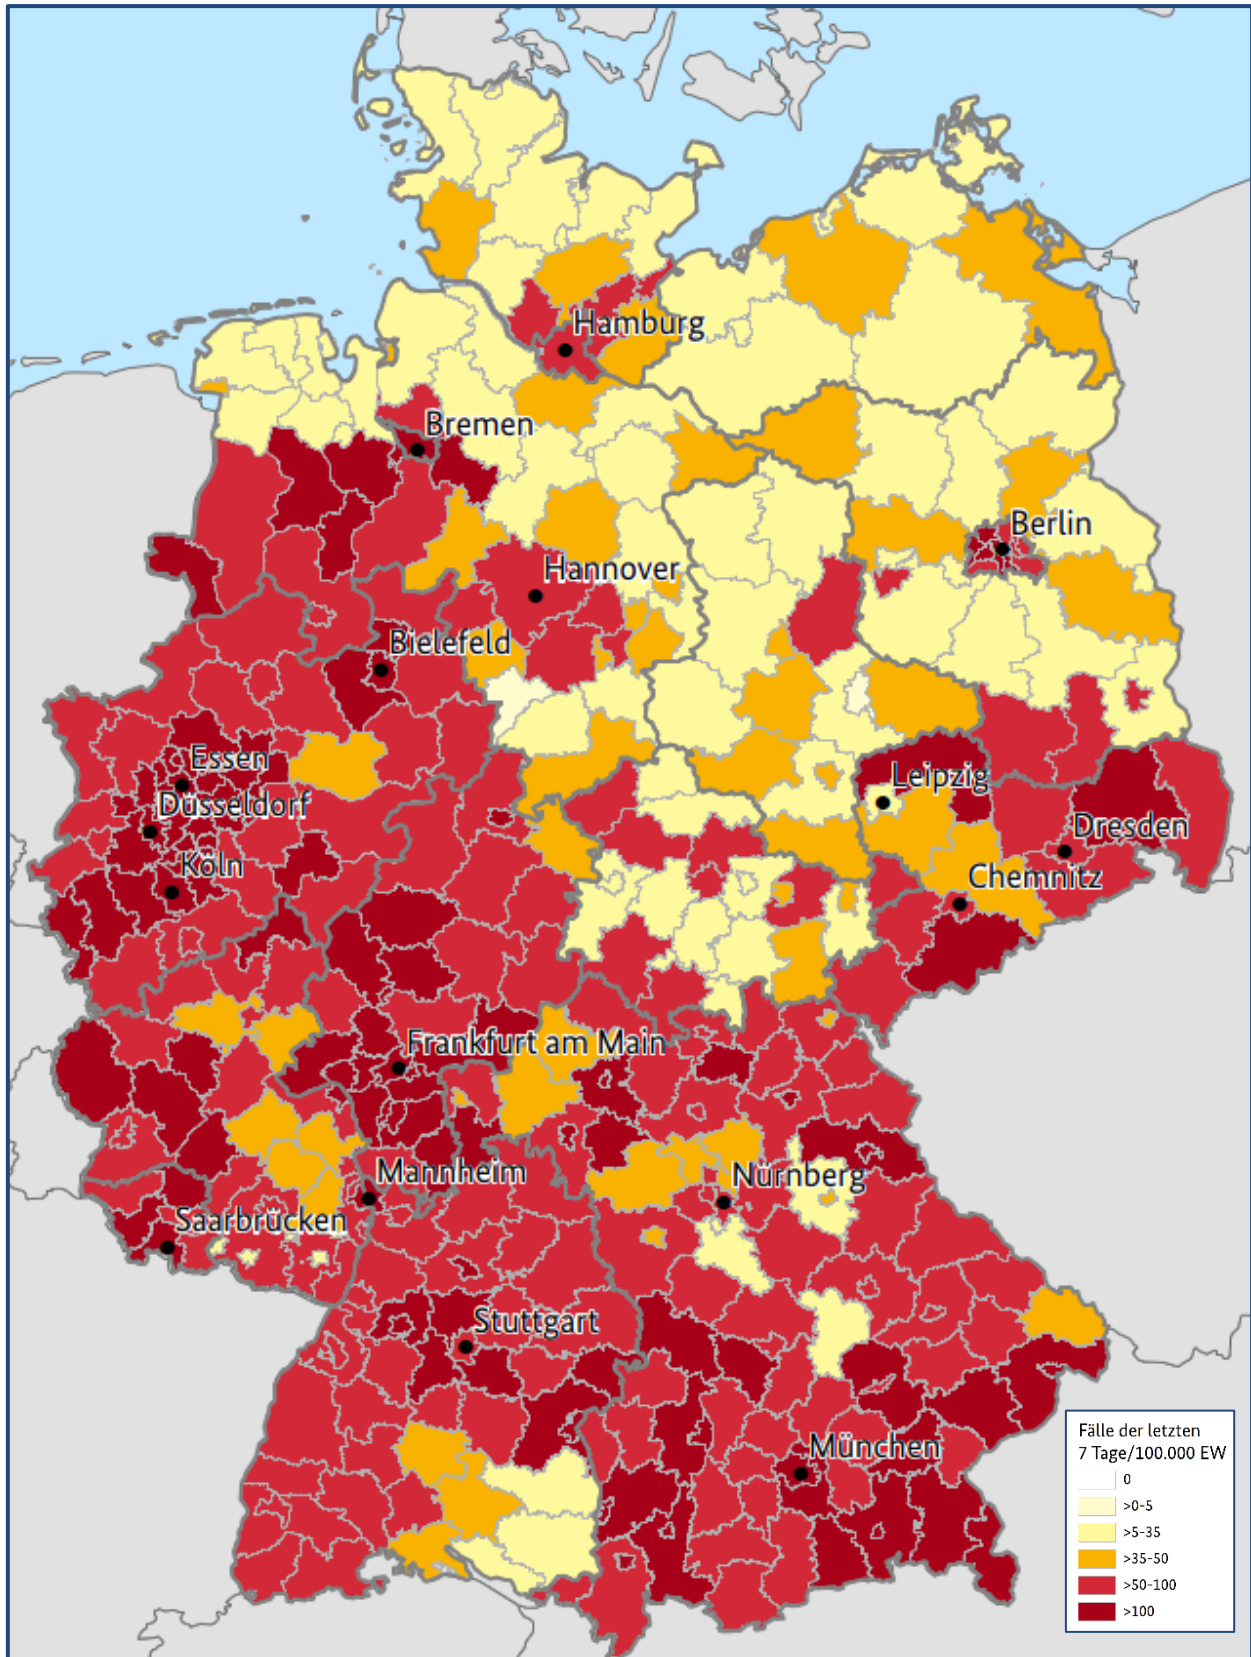 Hamburg
Bremen
Berlin
Hannover
Bielefeld
Essen
Leipzig
Düsseldorf
Dresden
Köln
Chemnitz
Frankfurt am Main
Mannheim
Nürnberg
Saarbrücken
Stuttgart
München
Fälle der letzten
7 Tage/100.000 EW
0
>0-5
>5-35
>35-50
>50-100
>100